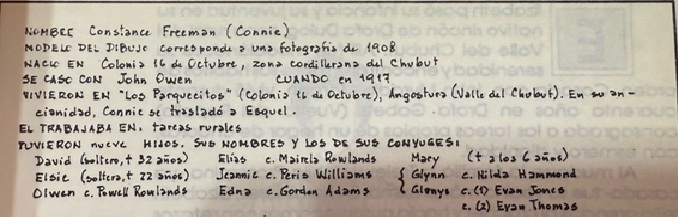 NOMBRE Constance Freeman (Connie)
MODELO DEL DIBUJO corresponde a una fotografía de 1908
NACIO EN Colonia 16 de Octubre, zona cordillerana del Chubut
SE CASO CON John Owen CUANDO en 1917
VIVIERON EN "Los Parquecitos" (Colonia 16 de Octubre), Angostura (Valle del Chubut). En su an-
cianidad, Connie se trasladó a Esquel.
EL TRABAJABA EN. tareas rurales
TUVIERON nueve HIJOS. SUS NOMBRES Y LOS DE SUS CONYUGES:
David (soltero, † 32 años) Elías c. Mairela Rowlands Mary († a los 6 años)
Elsie (soltera, † 22 años) Jeannie c. Peris Williams { Glynn c. Hilda Hammond
Olwen c. Powell Rowlands Edna c. Gordon Adams { Glenys c. (1) Evan Jones
c. (2) Evan Thomas